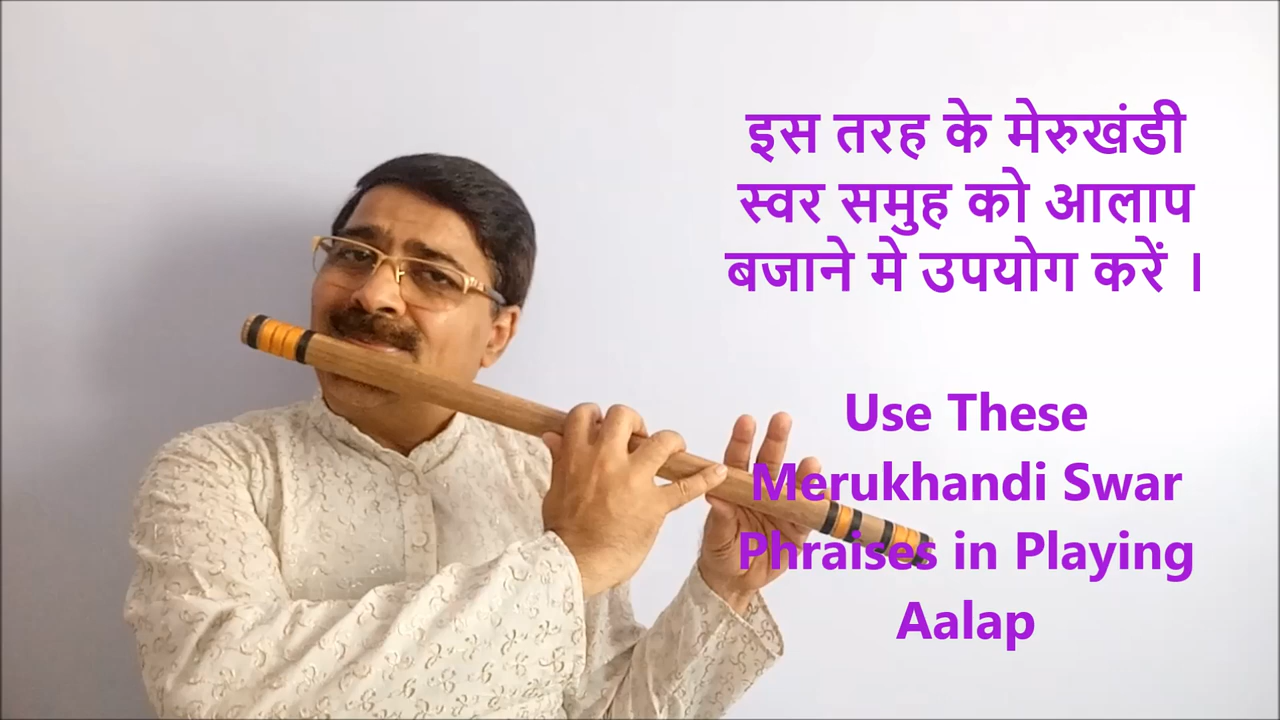 इस तरह के मेरुखंडी
स्वर समुह को आलाप
बजाने मे उपयोग करें ।
Use These
Merukhandi Swar
Phraises in Playing
Aalap